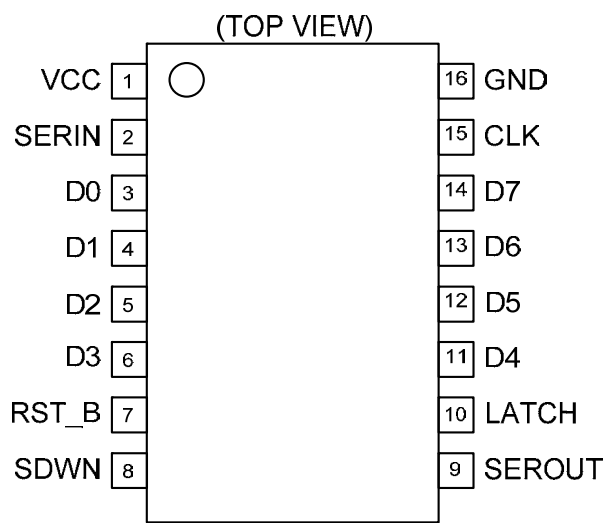 (TOP VIEW)
VCC 1 16 GND
SERIN 2 15 CLK
D0 3 14 D7
D1 4 13 D6
D2 5 12 D5
D3 6 11 D4
RST_B 7 10 LATCH
SDWN 8 9 SEROUT